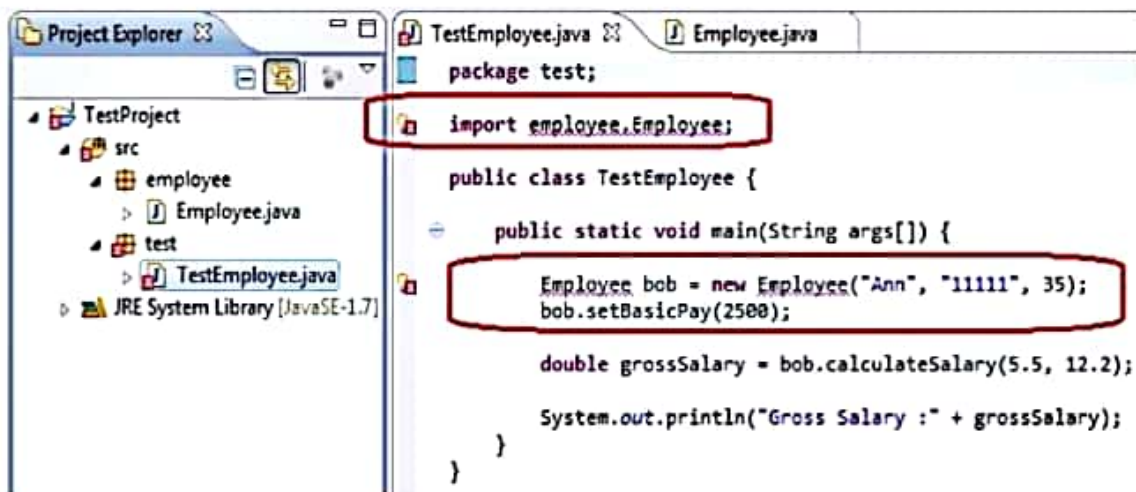 Project Explorer
TestProject
src
employee
Employee.java
test
TestEmployee.java
JRE System Library [JavaSE-1.7]
TestEmployee.java
Employee.java
package test;
import employee.Employee;
public class TestEmployee {
public static void main(String args[]) {
Employee bob = new Employee("Ann", "11111", 35);
bob.setBasicPay(2500);
double grossSalary = bob.calculateSalary(5.5, 12.2);
System.out.println("Gross Salary :" + grossSalary);
}
}